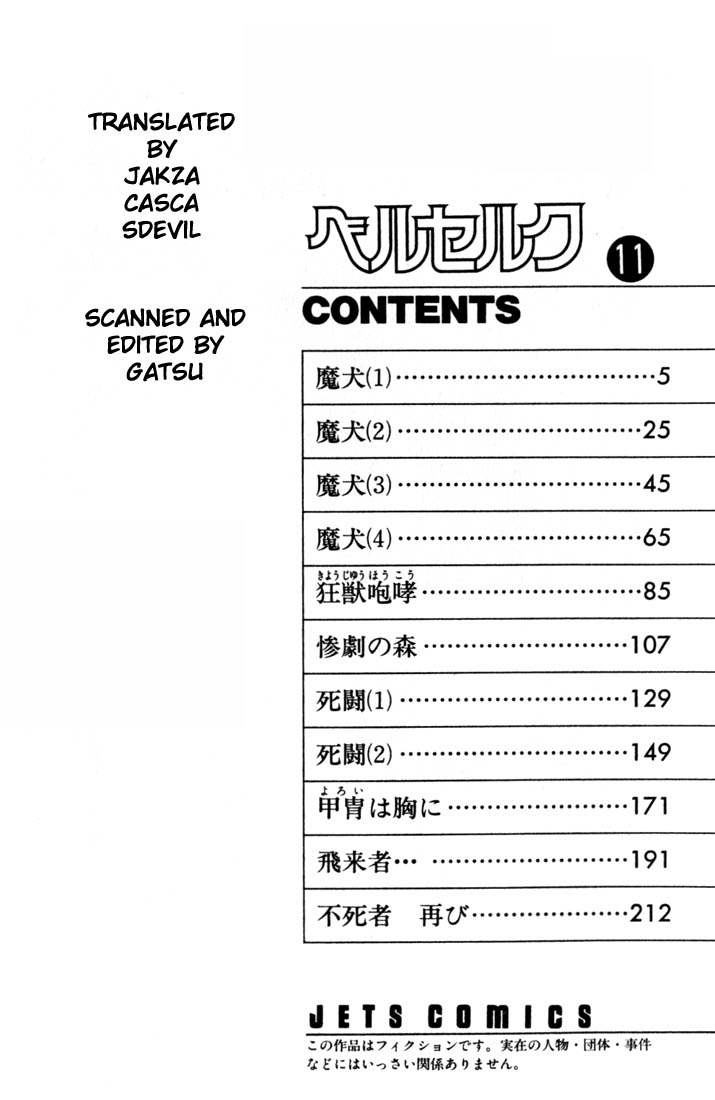 TRANSLATED
BY
JAKZA
CASCA
SDEVIL
SCANNED AND
EDITED BY
GATSU
ベルセルク 11
CONTENTS
魔犬(1)………………………………5
魔犬(2)……………………………25
魔犬(3)……………………………45
魔犬(4)……………………………65
きようじゆうほうこう
狂獣咆哮…………………………85
惨劇の森………………………107
死闘(1)…………………………129
死闘(2)…………………………149
よろい
甲冑は胸に……………………171
飛来者… ………………………191
不死者　再び…………………212
JETS COMICS
この作品はフィクションです。実在の人物・団体・事件
などにはいっさい関係ありません。